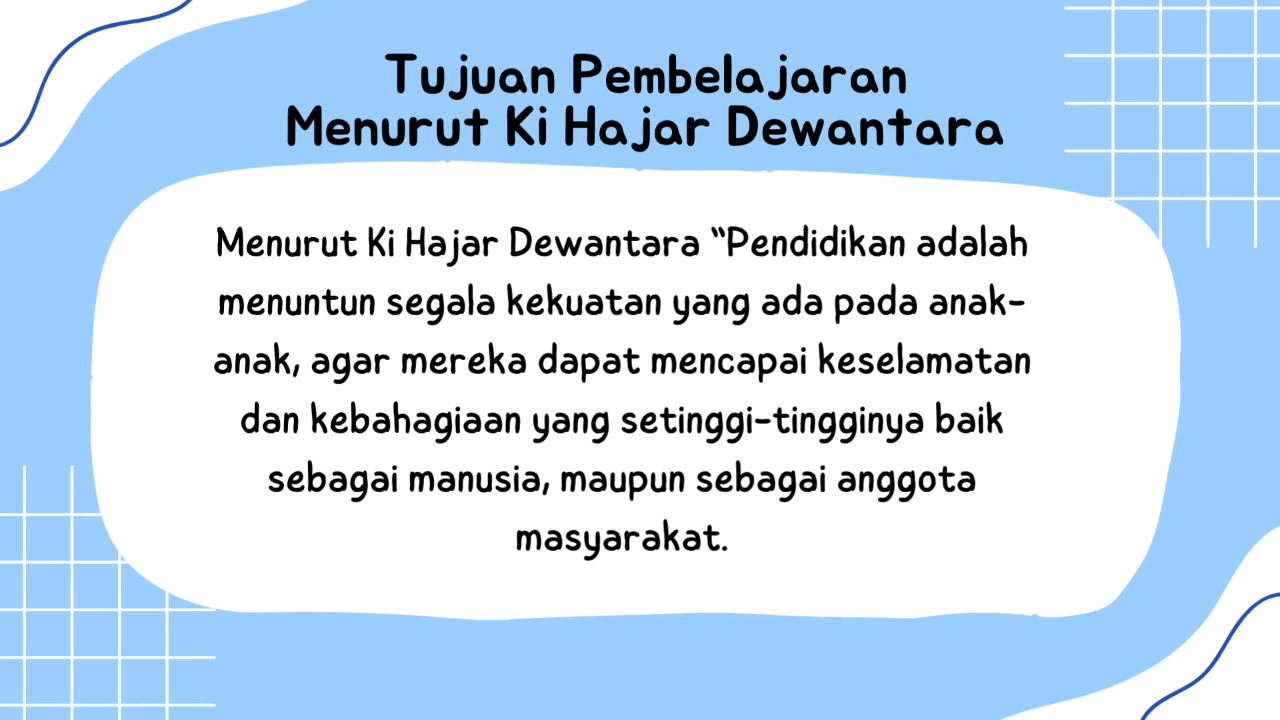 Tujuan Pembelajaran
Menurut Ki Hajar Dewantara
Menurut Ki Hajar Dewantara “Pendidikan adalah
menuntun segala kekuatan yang ada pada anak-
anak, agar mereka dapat mencapai keselamatan
dan kebahagiaan yang setinggi-tingginya baik
sebagai manusia, maupun sebagai anggota
masyarakat.